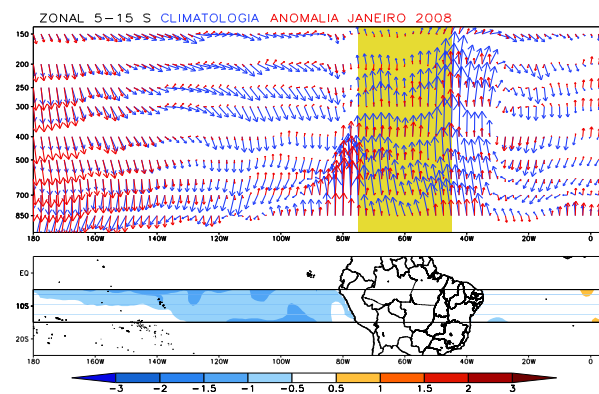 ZONAL 5-15 S CLIMATOLOGIA ANOMALIA JANEIRO 2008
150
200
250
300
400
500
700
850
180 160W 140W 120W 100W 80W 60W 40W 20W 0
EQ
10S
20S
180 160W 140W 120W 100W 80W 60W 40W 20W 0
-3 -2 -1.5 -1 -0.5 0.5 1 1.5 2 3